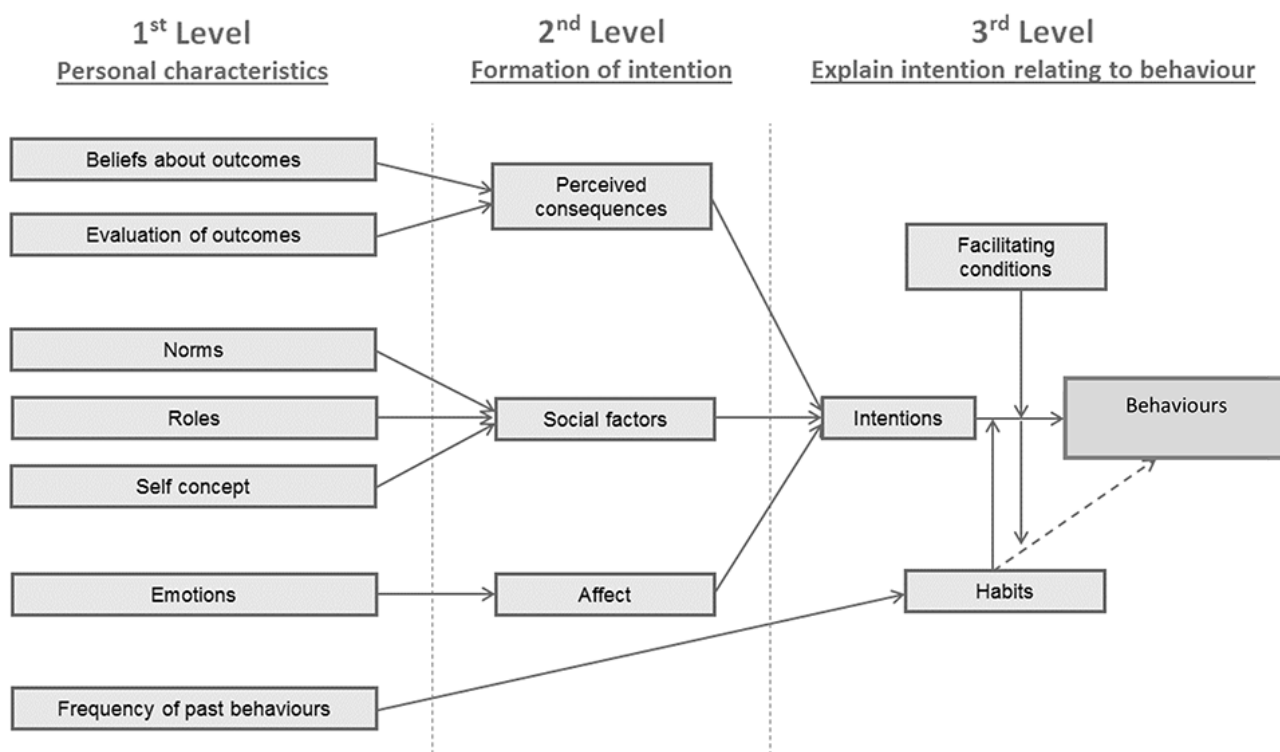 1st Level
Personal characteristics
2nd Level
Formation of intention
3rd Level
Explain intention relating to behaviour
Beliefs about outcomes
Evaluation of outcomes
Norms
Roles
Self concept
Emotions
Frequency of past behaviours
Perceived
consequences
Social factors
Affect
Facilitating
conditions
Intentions
Behaviours
Habits